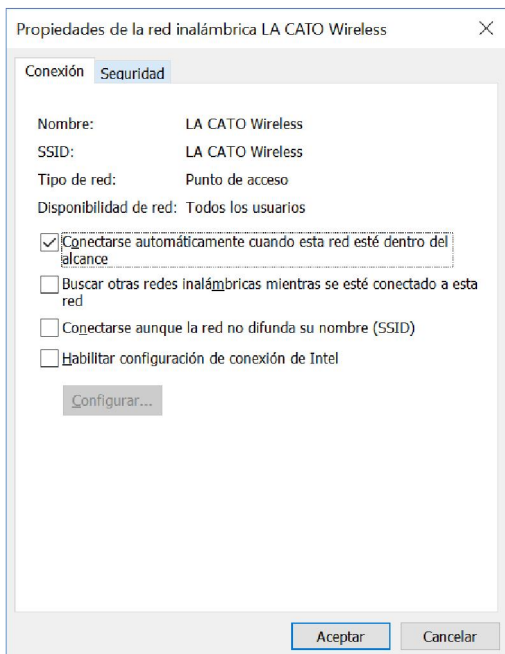 Propiedades de la red inalámbrica LA CATO Wireless
Conexión Seguridad
Nombre: LA CATO Wireless
SSID: LA CATO Wireless
Tipo de red: Punto de acceso
Disponibilidad de red: Todos los usuarios
Conectarse automáticamente cuando esta red esté dentro del
alcance
Buscar otras redes inalámbricas mientras se esté conectado a esta
red
Conectarse aunque la red no difunda su nombre (SSID)
Habilitar configuración de conexión de Intel
Configurar...
Aceptar Cancelar